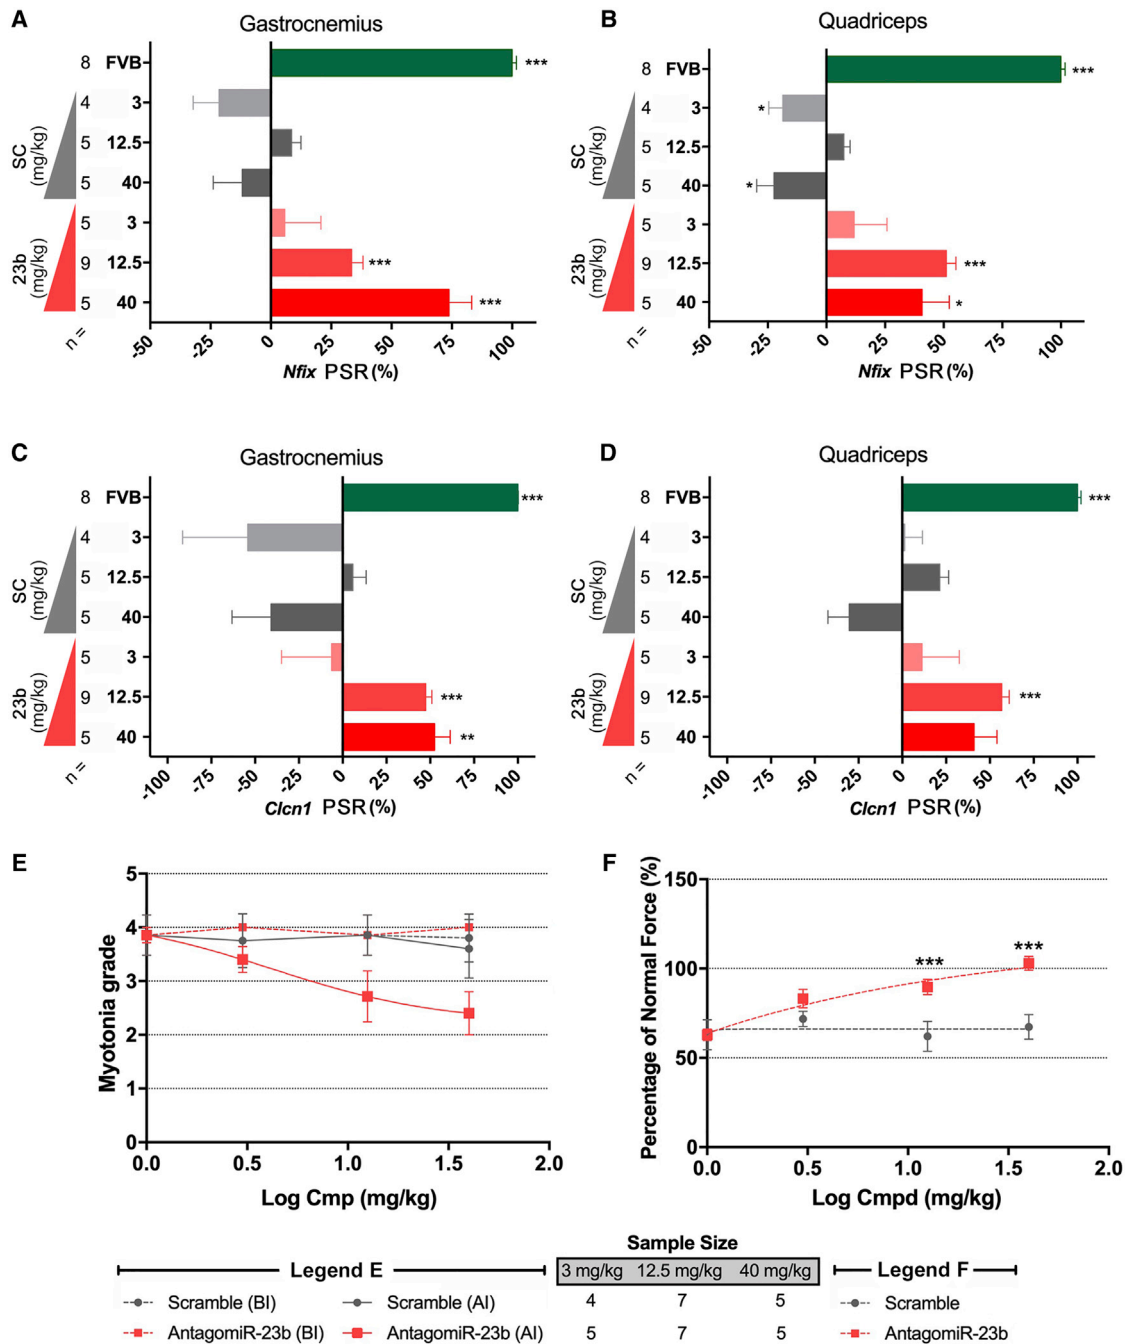 A
Gastrocnemius
8 FVB ***
4 3
5 12.5
5 40
5 3
9 12.5 ***
5 40 ***
SC
(mg/kg)
23b
(mg/kg)
n =
-50 -25 0 25 50 75 100
Nfix PSR (%)
B
Quadriceps
8 FVB ***
4 3 *
5 12.5
5 40 *
5 3
9 12.5 ***
5 40 *
SC
(mg/kg)
23b
(mg/kg)
n =
-50 -25 0 25 50 75 100
Nfix PSR (%)
C
Gastrocnemius
8 FVB ***
4 3
5 12.5
5 40
5 3
9 12.5 ***
5 40 **
SC
(mg/kg)
23b
(mg/kg)
n =
-100 -75 -50 -25 0 25 50 75 100
Clcn1 PSR (%)
D
Quadriceps
8 FVB ***
4 3
5 12.5
5 40
5 3
9 12.5 ***
5 40
SC
(mg/kg)
23b
(mg/kg)
n =
-100 -75 -50 -25 0 25 50 75 100
Clcn1 PSR (%)
E
Myotonia grade
5
4
3
2
1
0
0.0 0.5 1.0 1.5 2.0
Log Cmp (mg/kg)
F
Percentage of Normal Force (%)
150
100
50
0
*** ***
0.0 0.5 1.0 1.5 2.0
Log Cmpd (mg/kg)
Sample Size
Legend E 3 mg/kg 12.5 mg/kg 40 mg/kg Legend F
Scramble (BI) Scramble (AI) 4 7 5 Scramble
AntagomiR-23b (BI) AntagomiR-23b (AI) 5 7 5 AntagomiR-23b